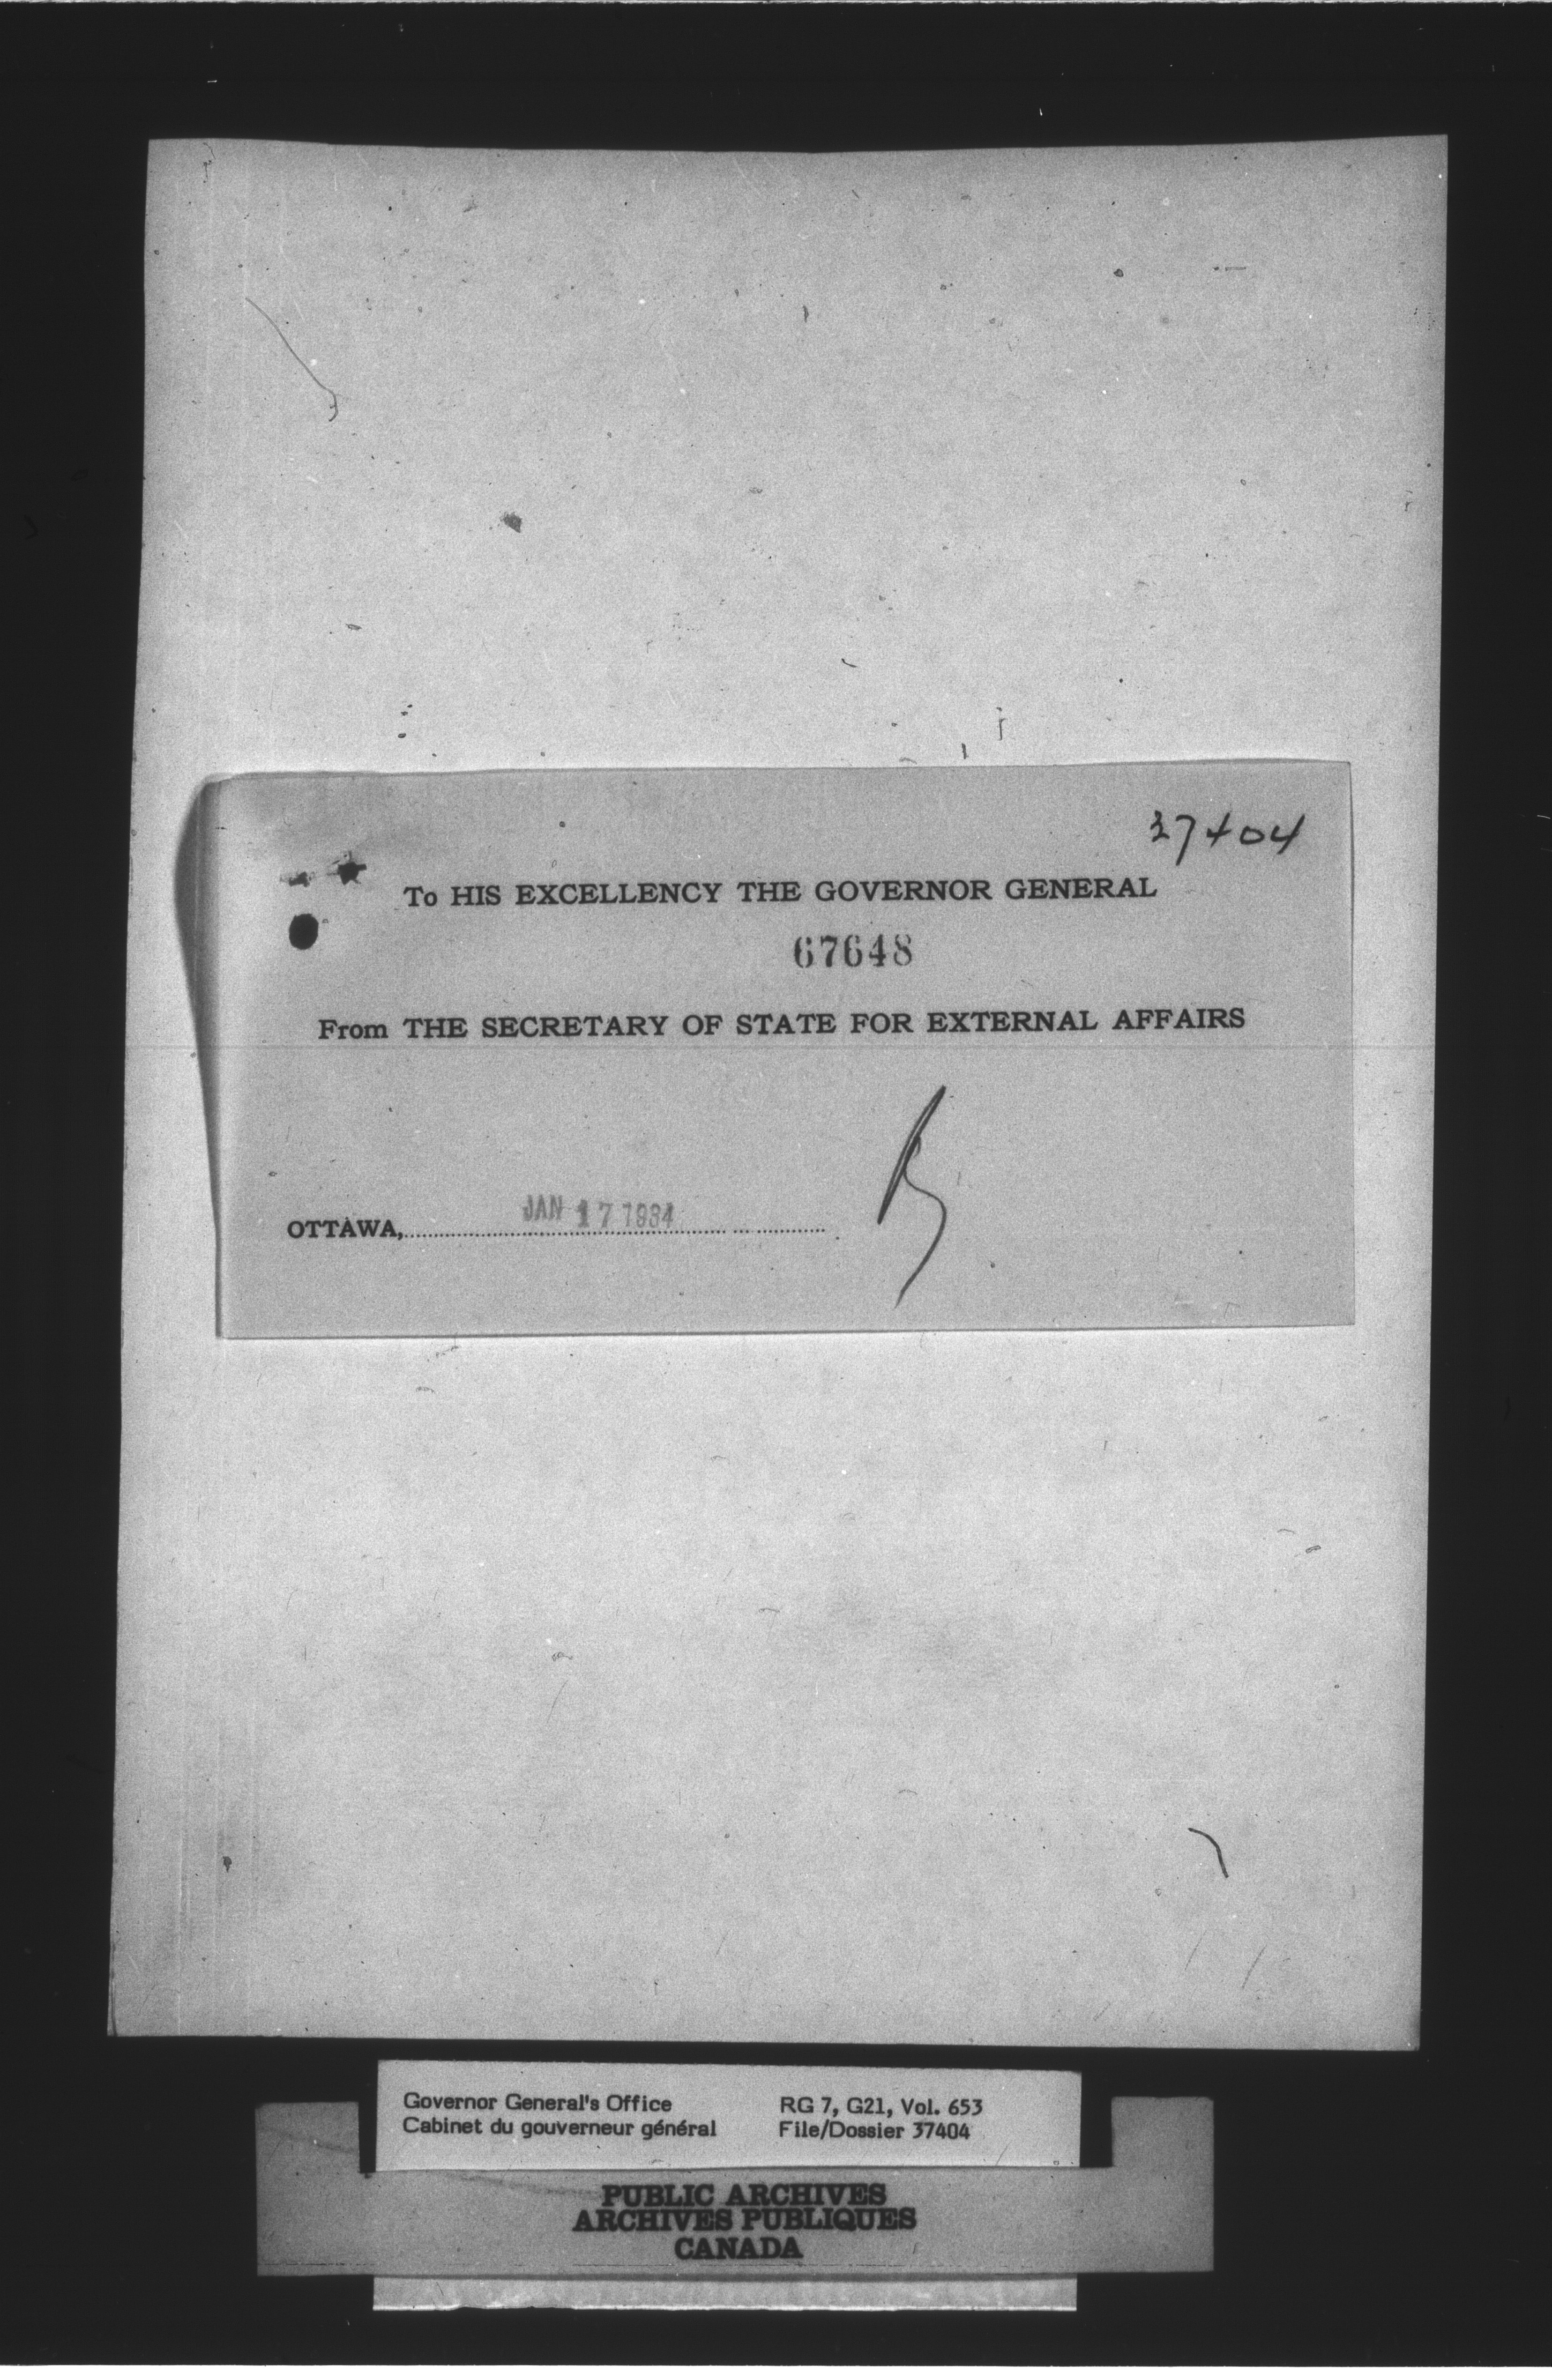 37404
To HIS EXCELLENCY THE GOVERNOR GENERAL
67648
From THE SECRETARY OF STATE FOR EXTERNAL AFFAIRS
OTTAWA, JAN 17 1934
Governor General's Office
Cabinet du gouverneur général
RG 7, G21, Vol. 653
File/Dossier 37404
PUBLIC ARCHIVES
ARCHIVES PUBLIQUES
CANADA